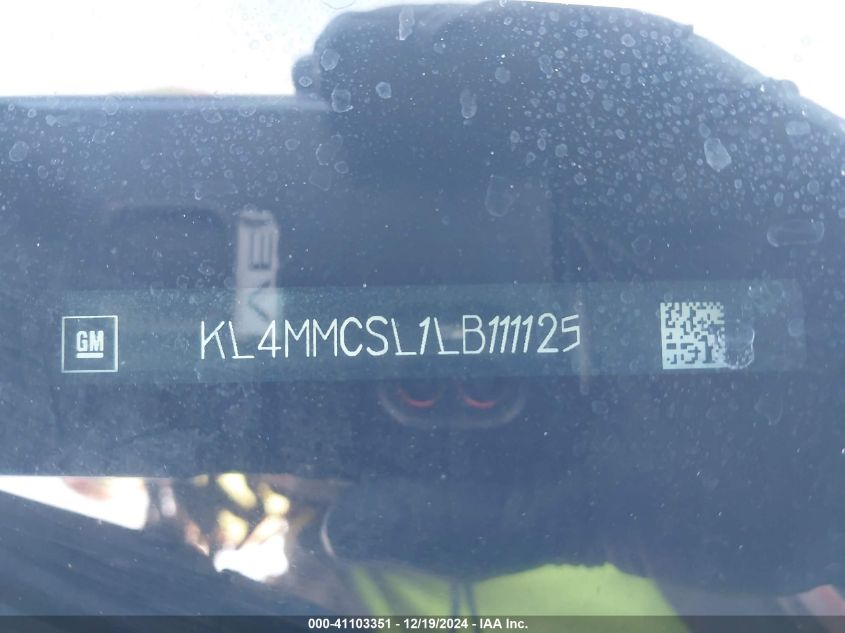 GM
KL4MMCSL1LB111125
000-41103351 - 12/19/2024 - IAA Inc.